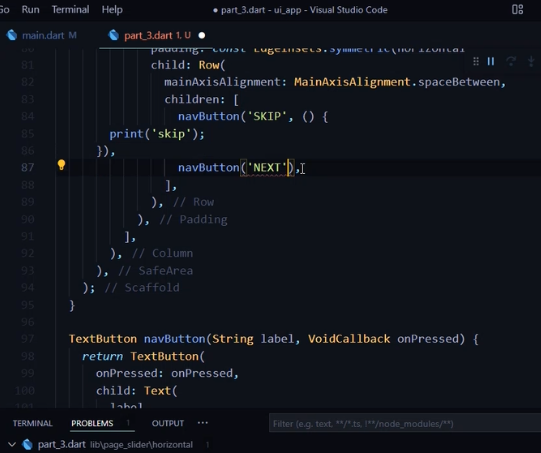 Go Run Terminal Help
● part_3.dart - ui_app - Visual Studio Code
main.dart M
part_3.dart 1, U
80 padding: const EdgeInsets.symmetric(horizontal
81 child: Row(
82 mainAxisAlignment: MainAxisAlignment.spaceBetween,
83 children: [
84 navButton('SKIP', () {
85 print('skip');
86 }),
87 navButton('NEXT'),
88 ],
89 ), // Row
90 ), // Padding
91 ],
92 ), // Column
93 ), // SafeArea
94 ); // Scaffold
95 }
96
97 TextButton navButton(String label, VoidCallback onPressed) {
98 return TextButton(
99 onPressed: onPressed,
100 child: Text(
101 label
TERMINAL PROBLEMS 1 OUTPUT ···
Filter (e.g. text, **/*.ts, !**/node_modules/**)
part_3.dart lib\page_slider\horizontal 1